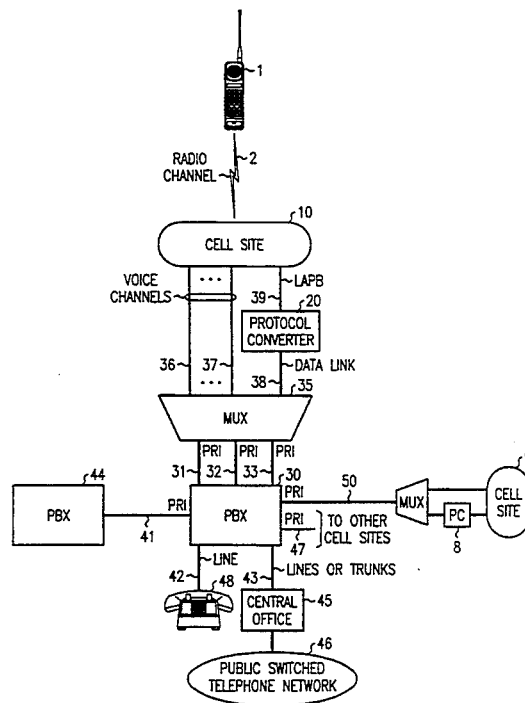 1
2
RADIO
CHANNEL
10
CELL SITE
VOICE
CHANNELS
...
LAPB
39
20
PROTOCOL
CONVERTER
36
37
DATA LINK
...
38
35
MUX
PRI PRI PRI
31 32 33 30
44
PBX
PRI
41
PBX
PRI
50
MUX
CELL
SITE
PC
8
PRI
47
TO OTHER
CELL SITES
LINE
42
48
43
LINES OR TRUNKS
CENTRAL
OFFICE
45
46
PUBLIC SWITCHED
TELEPHONE NETWORK